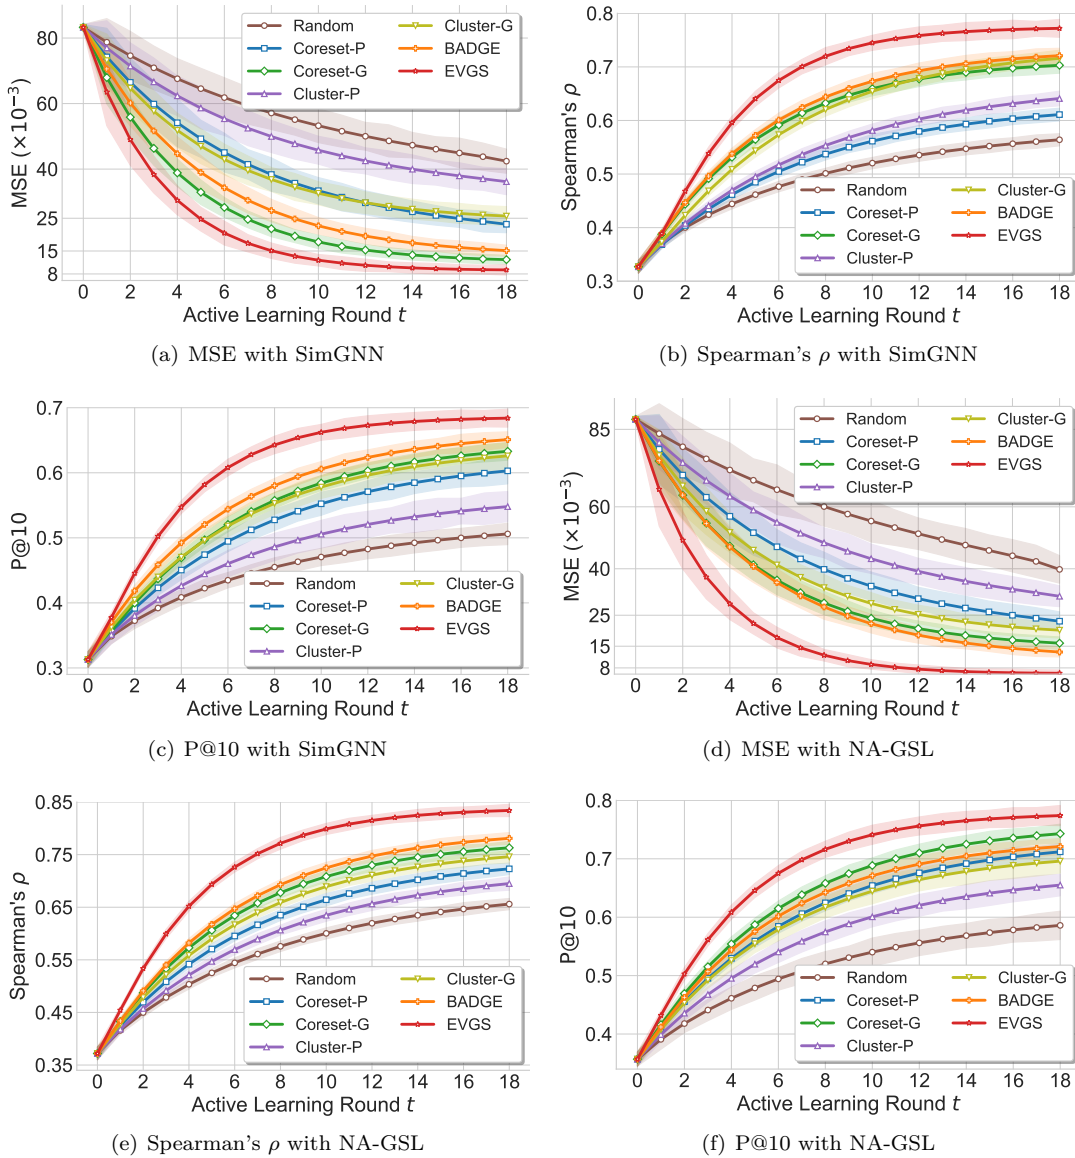 MSE (×10⁻³)
80
60
40
25
15
8
Random
Coreset-P
Coreset-G
Cluster-P
Cluster-G
BADGE
EVGS
0 2 4 6 8 10 12 14 16 18
Active Learning Round t
(a) MSE with SimGNN
Spearman's ρ
0.8
0.7
0.6
0.5
0.4
0.3
Random
Coreset-P
Coreset-G
Cluster-P
Cluster-G
BADGE
EVGS
0 2 4 6 8 10 12 14 16 18
Active Learning Round t
(b) Spearman's ρ with SimGNN
P@10
0.7
0.6
0.5
0.4
0.3
Random
Coreset-P
Coreset-G
Cluster-P
Cluster-G
BADGE
EVGS
0 2 4 6 8 10 12 14 16 18
Active Learning Round t
(c) P@10 with SimGNN
MSE (×10⁻³)
85
60
40
25
15
8
Random
Coreset-P
Coreset-G
Cluster-P
Cluster-G
BADGE
EVGS
0 2 4 6 8 10 12 14 16 18
Active Learning Round t
(d) MSE with NA-GSL
Spearman's ρ
0.85
0.75
0.65
0.55
0.45
0.35
Random
Coreset-P
Coreset-G
Cluster-P
Cluster-G
BADGE
EVGS
0 2 4 6 8 10 12 14 16 18
Active Learning Round t
(e) Spearman's ρ with NA-GSL
P@10
0.8
0.7
0.6
0.5
0.4
Random
Coreset-P
Coreset-G
Cluster-P
Cluster-G
BADGE
EVGS
0 2 4 6 8 10 12 14 16 18
Active Learning Round t
(f) P@10 with NA-GSL